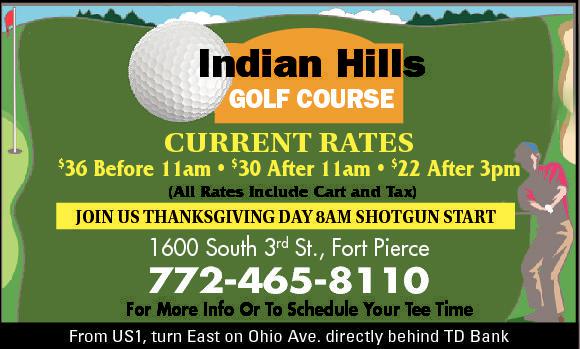 Indian Hills
GOLF COURSE
CURRENT RATES
$36 Before 11am • $30 After 11am • $22 After 3pm
(All Rates Include Cart and Tax)
JOIN US THANKSGIVING DAY 8AM SHOTGUN START
1600 South 3rd St., Fort Pierce
772-465-8110
For More Info Or To Schedule Your Tee Time
From US1, turn East on Ohio Ave. directly behind TD Bank